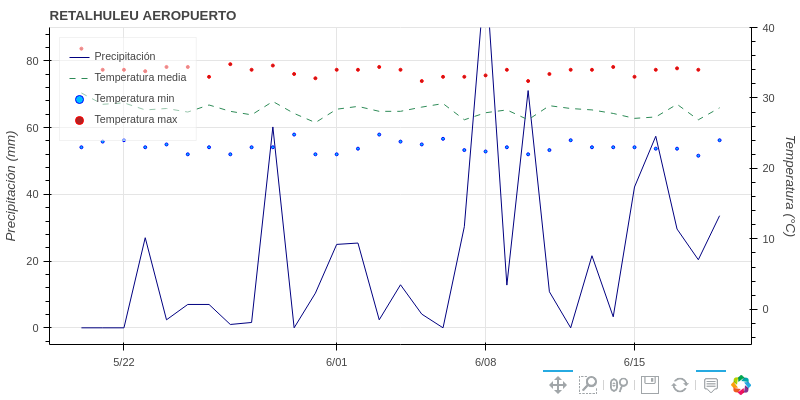 RETALHULEU AEROPUERTO
Precipitación
Temperatura media
Temperatura min
Temperatura max
Precipitación (mm)
80
60
40
20
0
Temperatura (°C)
40
30
20
10
0
5/22
6/01
6/08
6/15